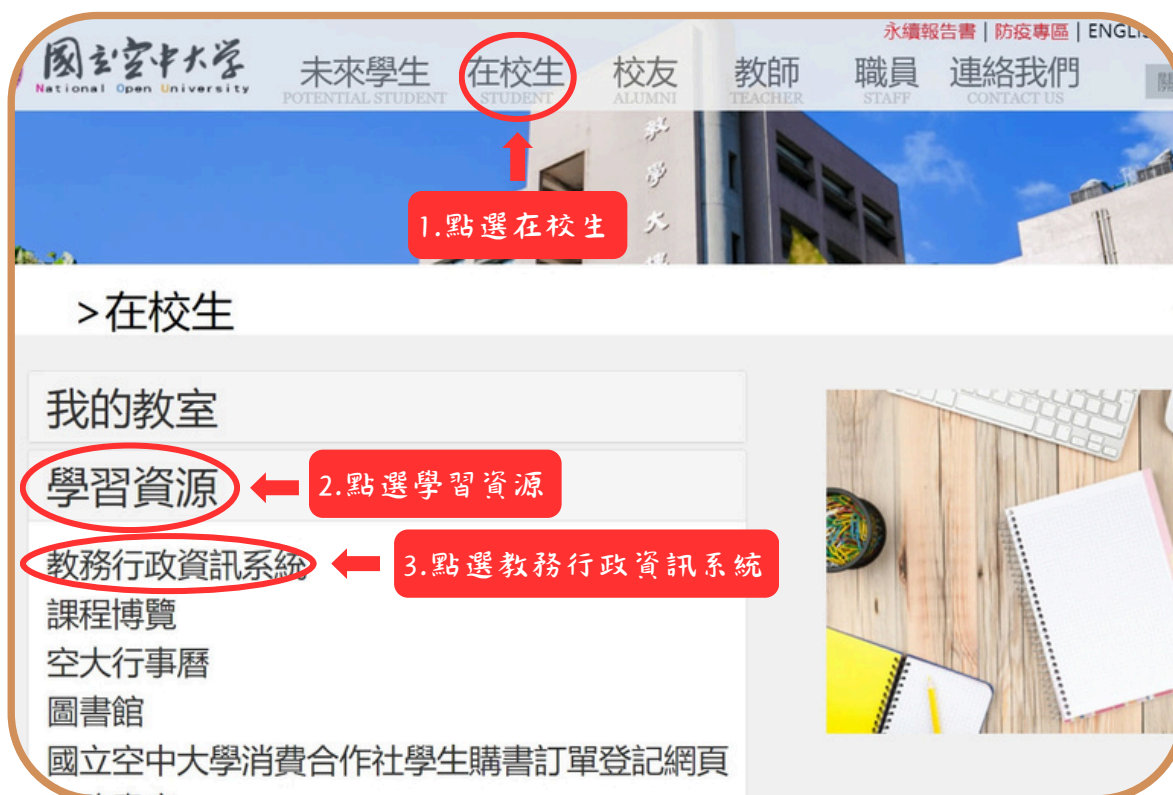 永續報告書 | 防疫專區 | ENGLIS
國立空中大學
National Open University
未來學生 在校生 校友 教師 職員 連絡我們
POTENTIAL STUDENT STUDENT ALUMNI TEACHER STAFF CONTACT US
教
學
大
1.點選在校生
>在校生
我的教室
學習資源
2.點選學習資源
教務行政資訊系統
3.點選教務行政資訊系統
課程博覽
空大行事曆
圖書館
國立空中大學消費合作社學生購書訂單登記網頁